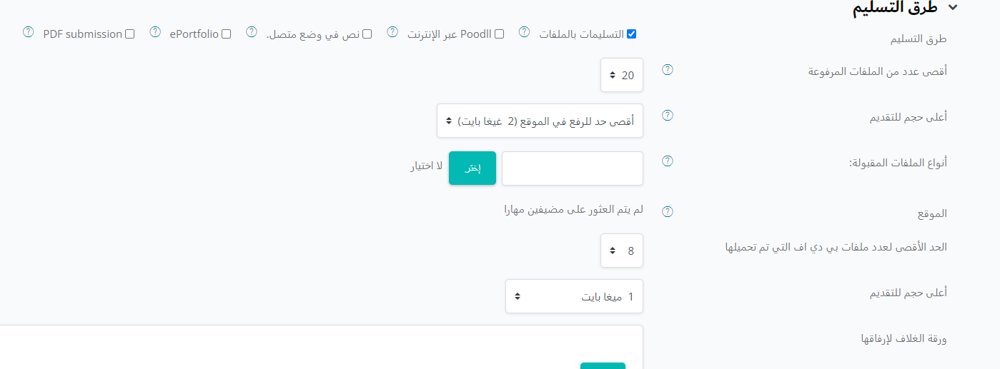 طرق التسليم
طرق التسليم
التسليمات بالملفات Poodll عبر الإنترنت نص في وضع متصل. ePortfolio PDF submission
أقصى عدد من الملفات المرفوعة
20
أعلى حجم للتقديم
أقصى حد للرفع في الموقع (2 غيغا بايت)
أنواع الملفات المقبولة:
إختَر لا اختيار
الموقع
لم يتم العثور على مضيفين مهارا
الحد الأقصى لعدد ملفات بي دي اف التي تم تحميلها
8
أعلى حجم للتقديم
1 ميغا بايت
ورقة الغلاف لإرفاقها